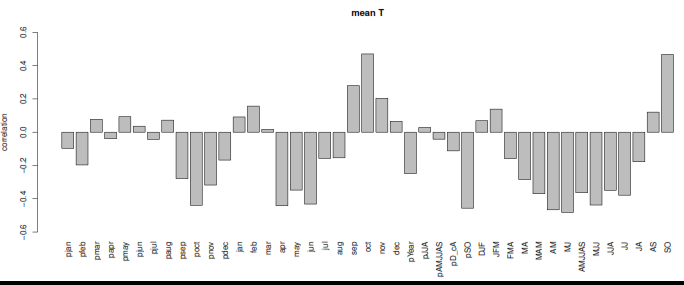 mean T
correlation
0.6
0.4
0.2
0.0
−0.2
−0.4
−0.6
pjan
pfeb
pmar
papr
pmay
pjun
pjul
paug
psep
poct
pnov
pdec
jan
feb
mar
apr
may
jun
jul
aug
sep
oct
nov
dec
pYear
pJJA
pAMJJAS
pD_cA
pSO
DJF
JFM
FMA
MA
MAM
AM
MJ
AMJJAS
MJJ
JJA
JJ
JA
AS
SO